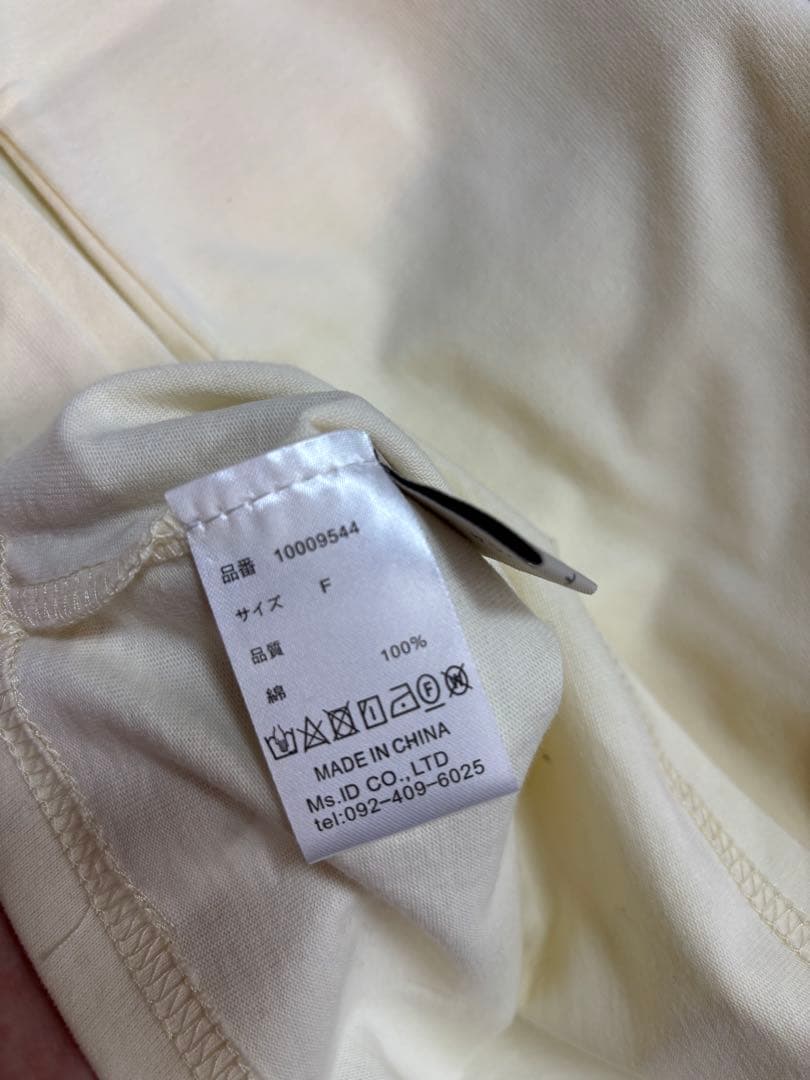 品番 10009544
サイズ F
品質
綿 100%
MADE IN CHINA
Ms.ID CO.,LTD
tel:092-409-6025